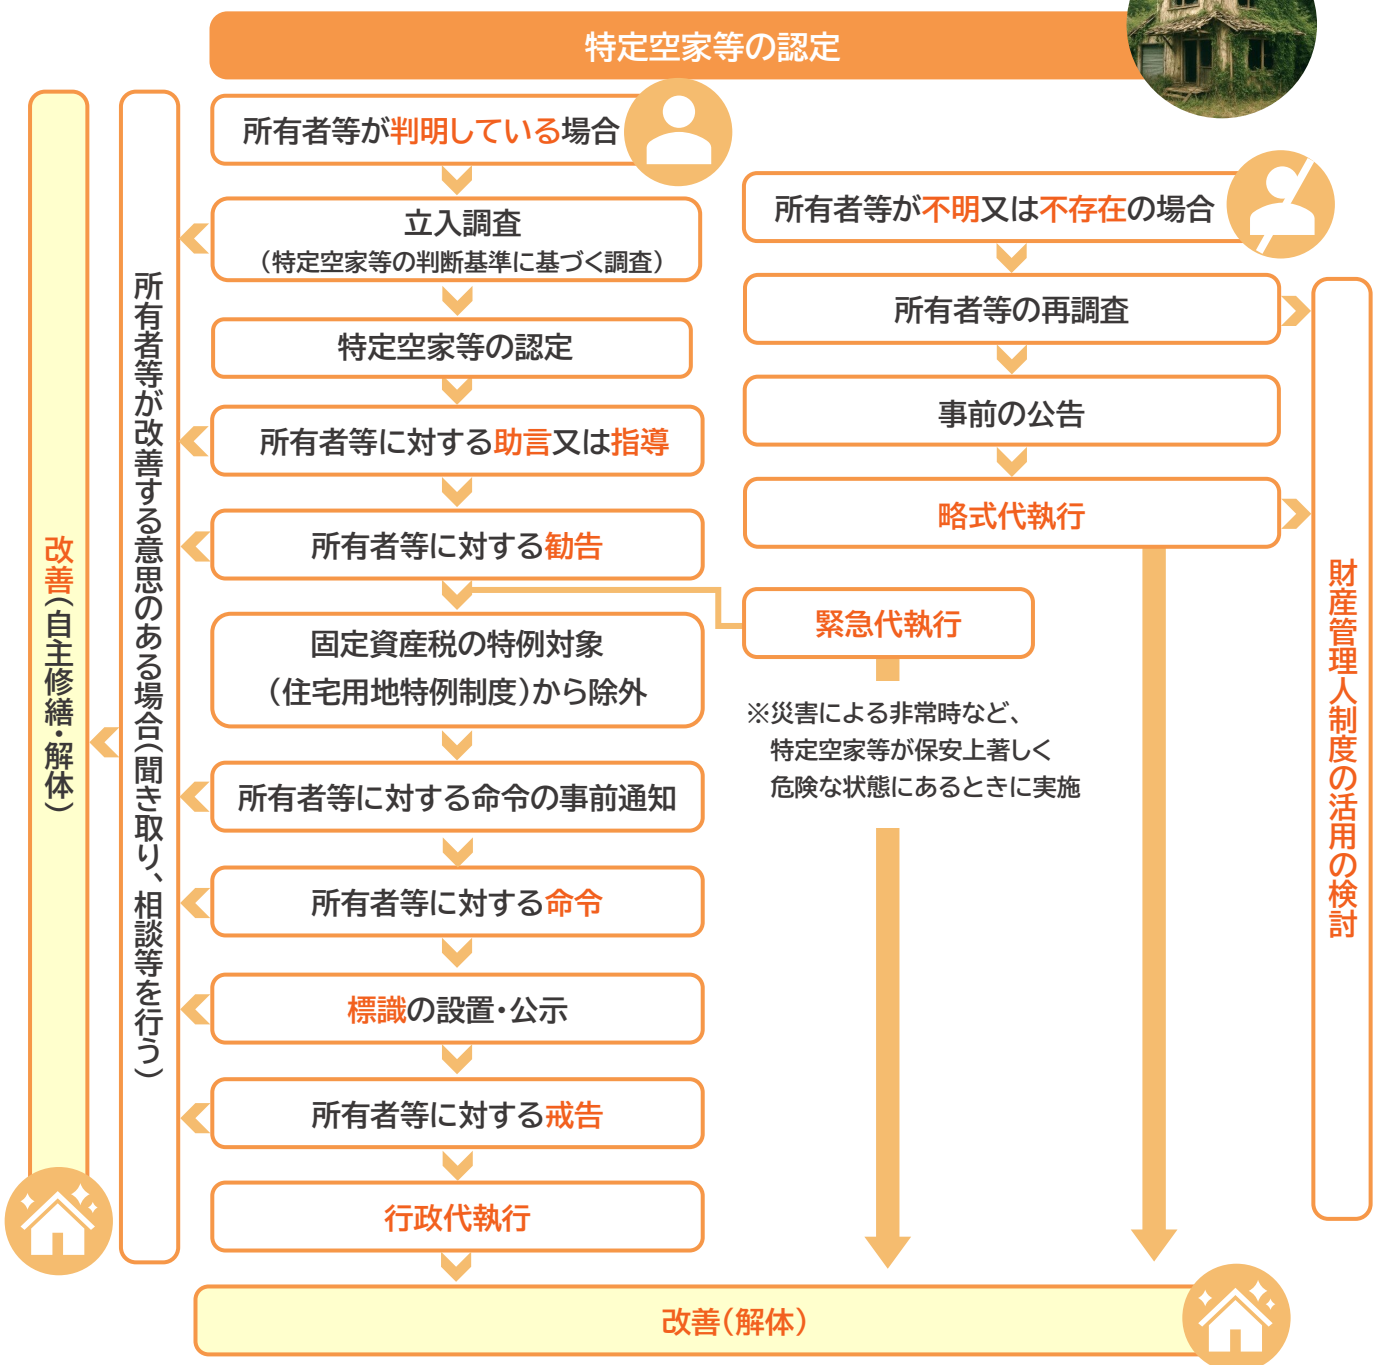 特定空家等の認定
所有者等が判明している場合
立入調査
（特定空家等の判断基準に基づく調査）
特定空家等の認定
所有者等に対する助言又は指導
所有者等に対する勧告
固定資産税の特例対象
（住宅用地特例制度）から除外
所有者等に対する命令の事前通知
所有者等に対する命令
標識の設置・公示
所有者等に対する戒告
行政代執行
所有者等が改善する意思のある場合（聞き取り、相談等を行う）
改善（自主修繕・解体）
所有者等が不明又は不存在の場合
所有者等の再調査
事前の公告
略式代執行
緊急代執行
※災害による非常時など、
特定空家等が保安上著しく
危険な状態にあるときに実施
財産管理人制度の活用の検討
改善（解体）